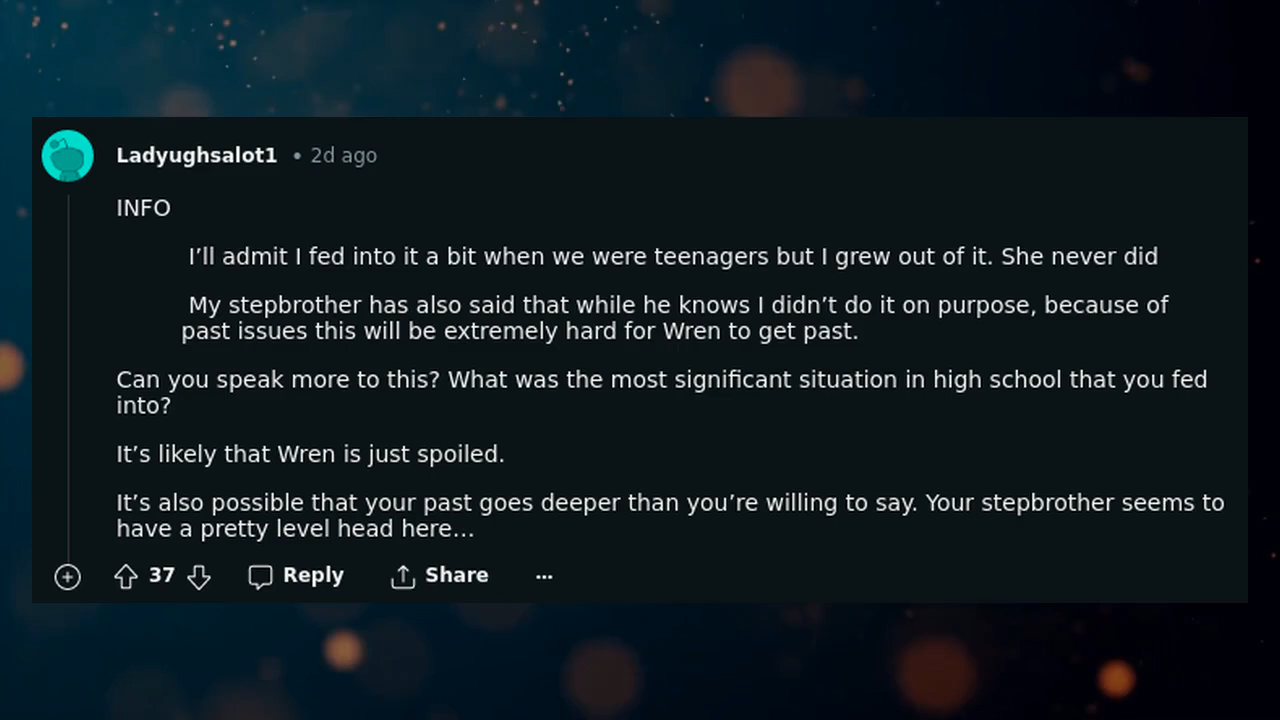 Ladyughsalot1 • 2d ago
INFO
I’ll admit I fed into it a bit when we were teenagers but I grew out of it. She never did
My stepbrother has also said that while he knows I didn’t do it on purpose, because of
past issues this will be extremely hard for Wren to get past.
Can you speak more to this? What was the most significant situation in high school that you fed
into?
It’s likely that Wren is just spoiled.
It’s also possible that your past goes deeper than you’re willing to say. Your stepbrother seems to
have a pretty level head here...
37 Reply Share ...